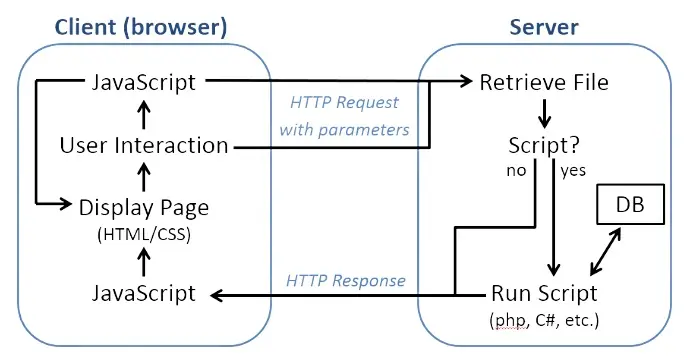 Client (browser)
Server
JavaScript
Retrieve File
HTTP Request
with parameters
User Interaction
Script?
no yes
Display Page
(HTML/CSS)
DB
HTTP Response
JavaScript
Run Script
(php, C#, etc.)